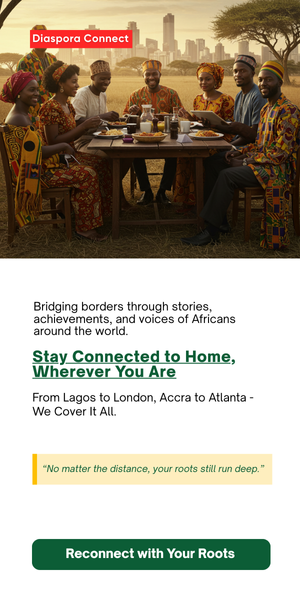 Diaspora Connect
Bridging borders through stories,
achievements, and voices of Africans
around the world.
Stay Connected to Home,
Wherever You Are
From Lagos to London, Accra to Atlanta -
We Cover It All.
“No matter the distance, your roots still run deep.”
Reconnect with Your Roots